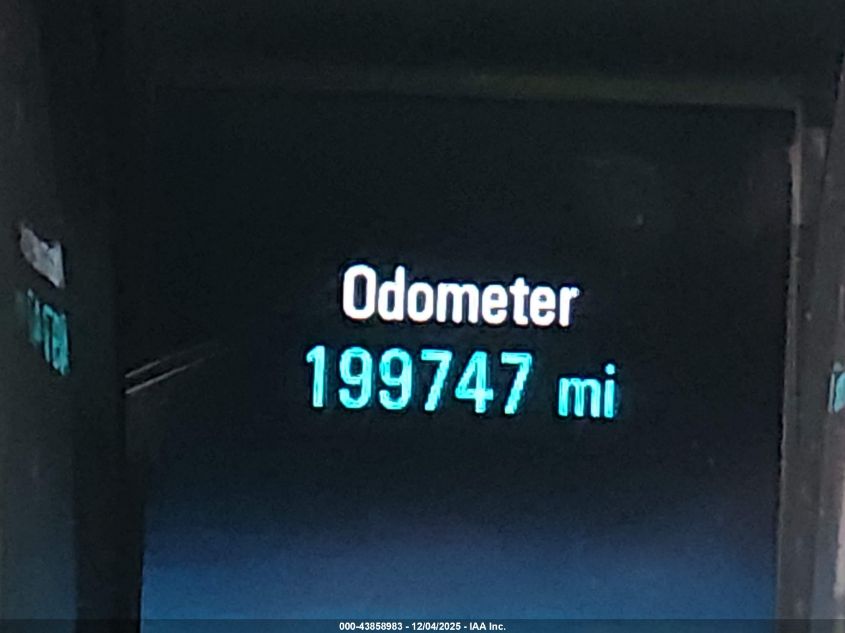 Odometer
199747 mi
000-43858983 - 12/04/2025 - IAA Inc.